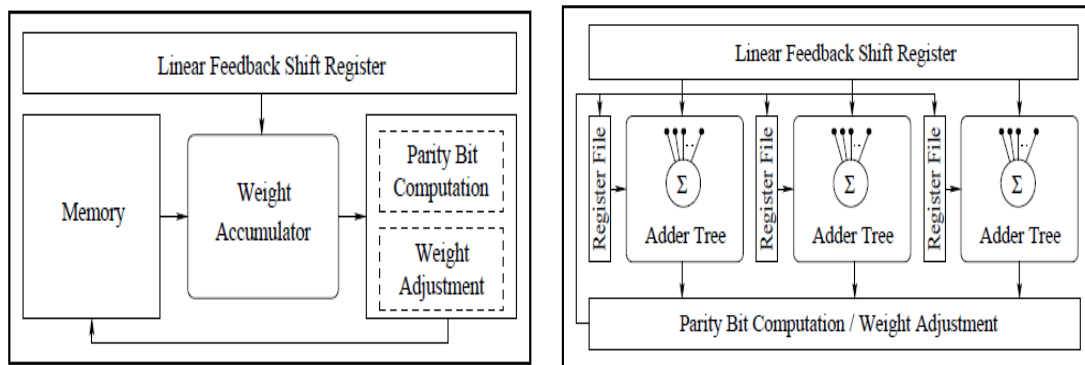 Linear Feedback Shift Register
Memory
Weight
Accumulator
Parity Bit
Computation
Weight
Adjustment
Linear Feedback Shift Register
Register File
Σ
Adder Tree
Register File
Σ
Adder Tree
Register File
Σ
Adder Tree
Parity Bit Computation / Weight Adjustment